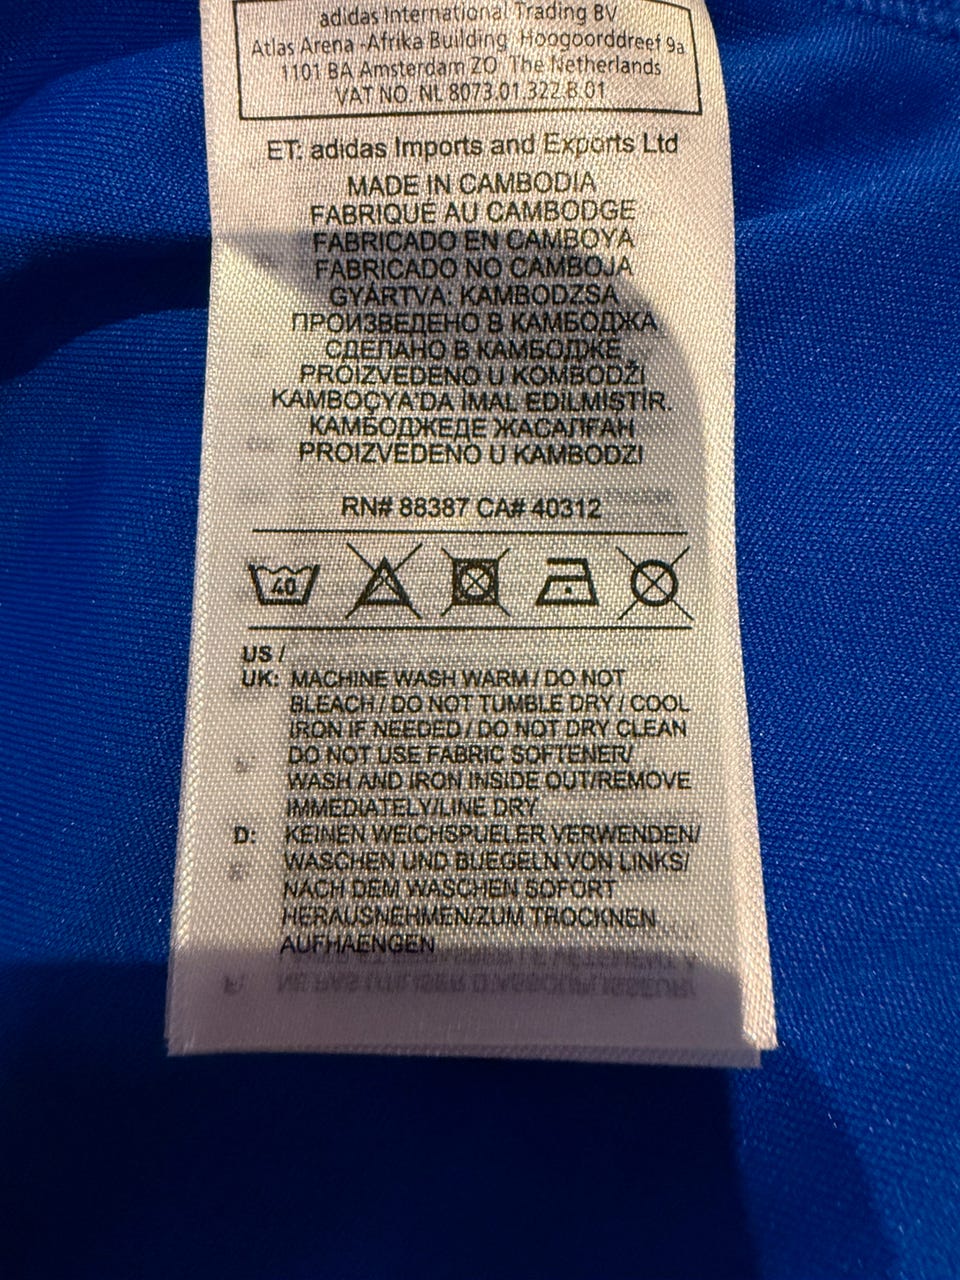 adidas International Trading BV
Atlas Arena -Afrika Building Hoogoorddreef 9a
1101 BA Amsterdam ZO The Netherlands
VAT NO. NL 8073.01.322.B.01
ET: adidas Imports and Exports Ltd
MADE IN CAMBODIA
FABRIQUE AU CAMBODGE
FABRICADO EN CAMBOYA
FABRICADO NO CAMBOJA
GYÁRTVA: KAMBODZSA
ПРОИЗВЕДЕНО В КАМБОДЖА
СДЕЛАНО В КАМБОДЖЕ
PROIZVEDENO U KOMBODŽI
KAMBOÇYA'DA İMAL EDİLMİŞTİR.
КАМБОДЖЕДЕ ЖАСАЛҒАН
PROIZVEDENO U KAMBODZI
RN# 88387 CA# 40312
40
US /
UK: MACHINE WASH WARM / DO NOT
BLEACH / DO NOT TUMBLE DRY / COOL
IRON IF NEEDED / DO NOT DRY CLEAN
DO NOT USE FABRIC SOFTENER/
WASH AND IRON INSIDE OUT/REMOVE
IMMEDIATELY/LINE DRY
D: KEINEN WEICHSPUELER VERWENDEN/
WASCHEN UND BUEGELN VON LINKS/
NACH DEM WASCHEN SOFORT
HERAUSNEHMEN/ZUM TROCKNEN
AUFHAENGEN